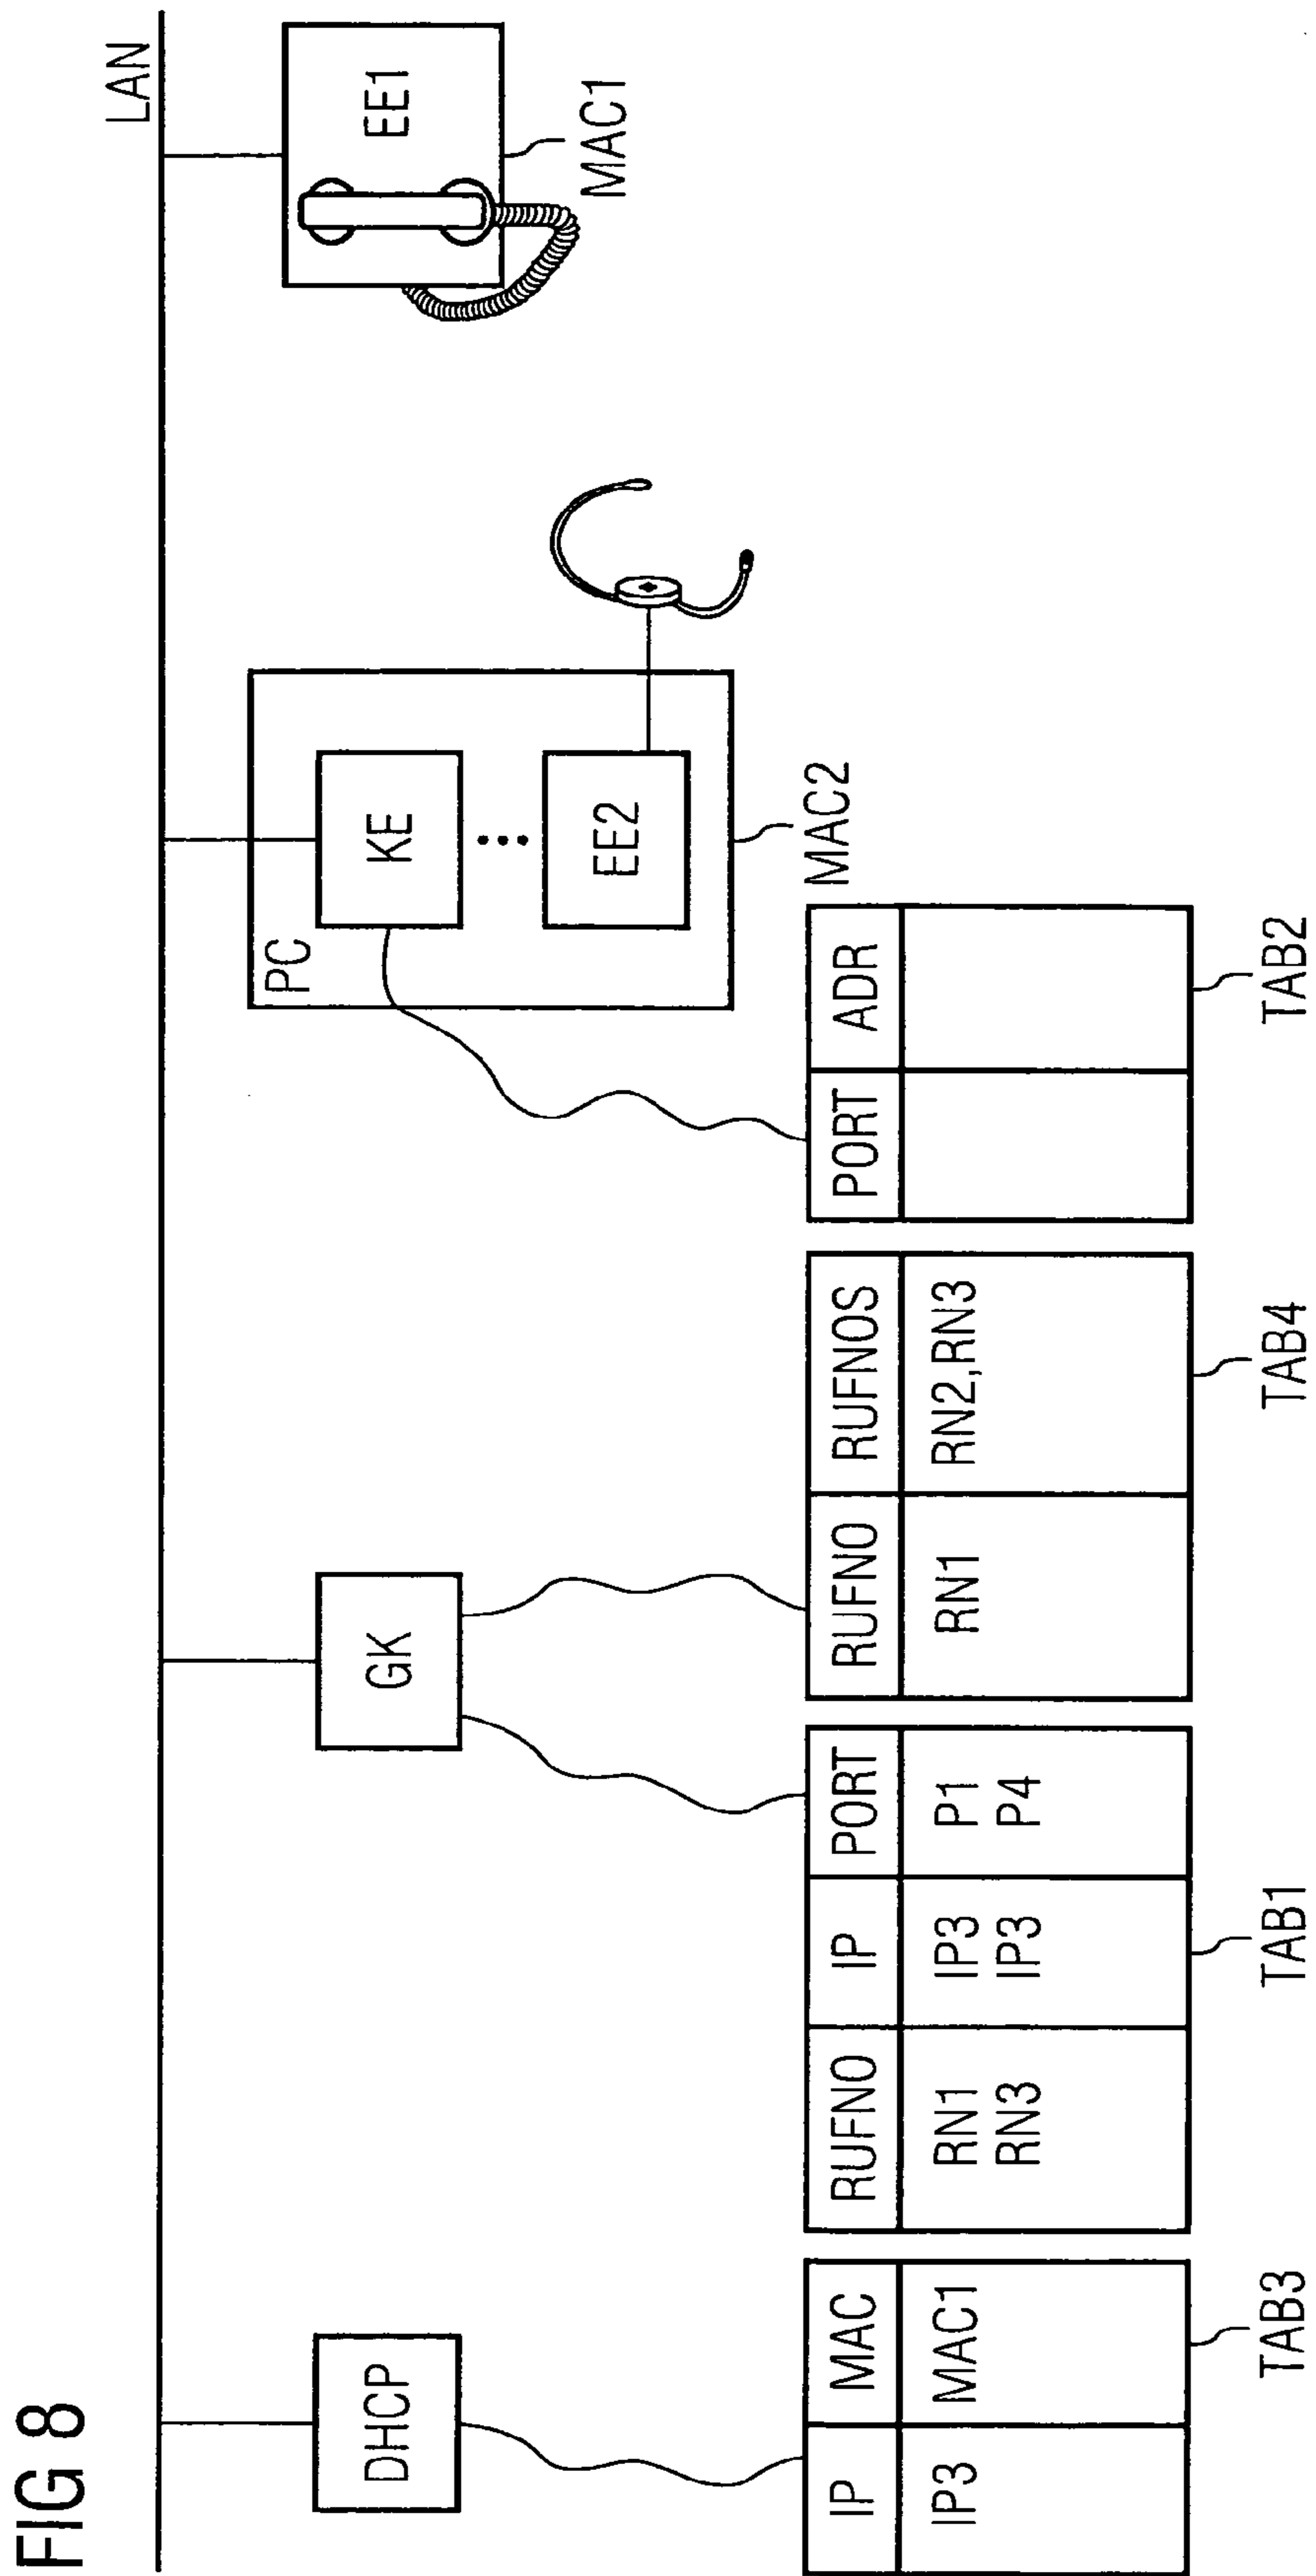 FIG 8
LAN
DHCP
GK
PC
KE
EE2
EE1
MAC1
MAC2
IP MAC
IP3 MAC1
TAB3
RUFNO IP PORT
RN1 IP3 P1
RN3 IP3 P4
TAB1
RUFNO RUFNOS
RN1 RN2,RN3
TAB4
PORT ADR
TAB2